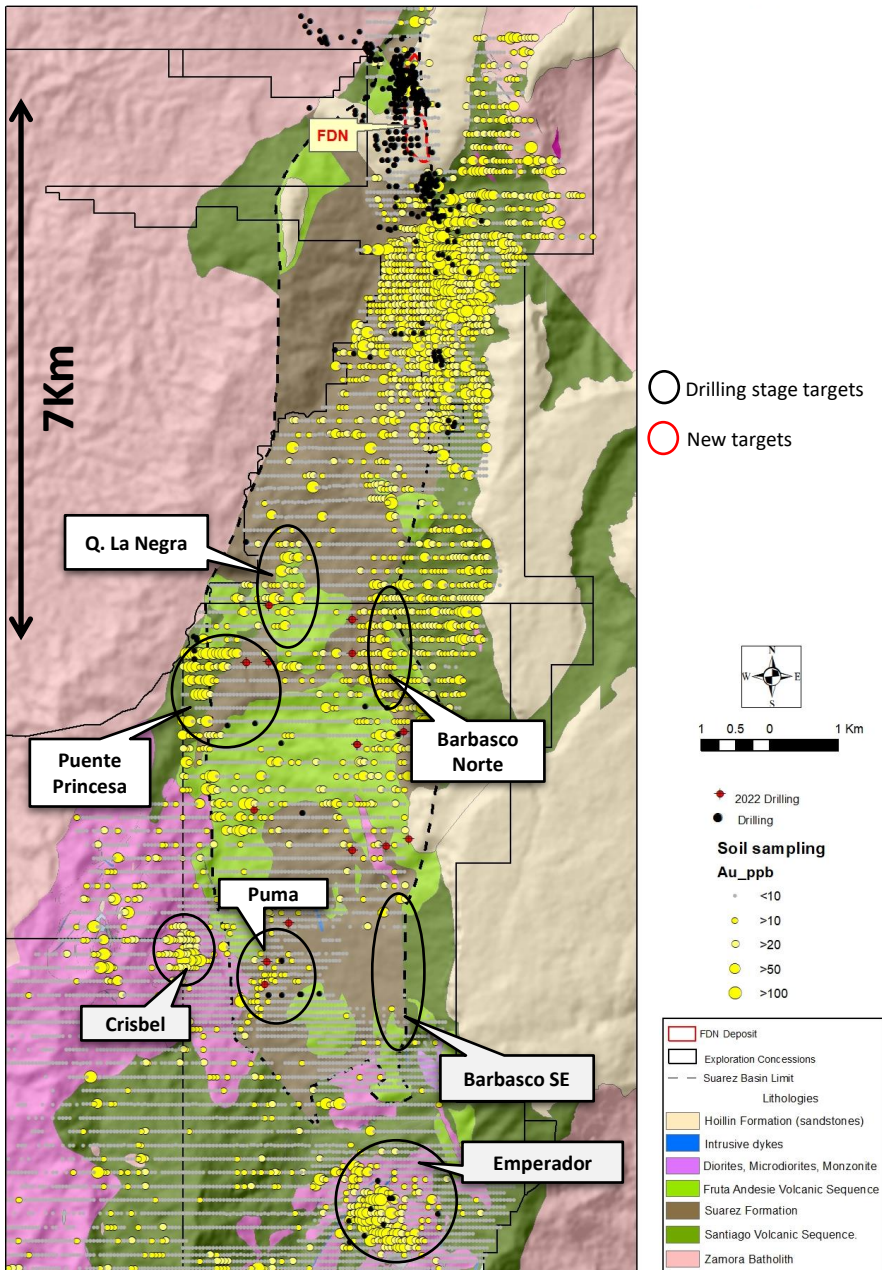 FDN
7Km
Drilling stage targets
New targets
Q. La Negra
Puente
Princesa
Barbasco
Norte
N
W E
S
1 0.5 0 1 Km
2022 Drilling
Drilling
Soil sampling
Au_ppb
<10
>10
>20
>50
>100
Puma
Crisbel
Barbasco SE
Emperador
FDN Deposit
Exploration Concessions
Suarez Basin Limit
Lithologies
Hoillin Formation (sandstones)
Intrusive dykes
Diorites, Microdiorites, Monzonite
Fruta Andesie Volcanic Sequence
Suarez Formation
Santiago Volcanic Sequence.
Zamora Batholith